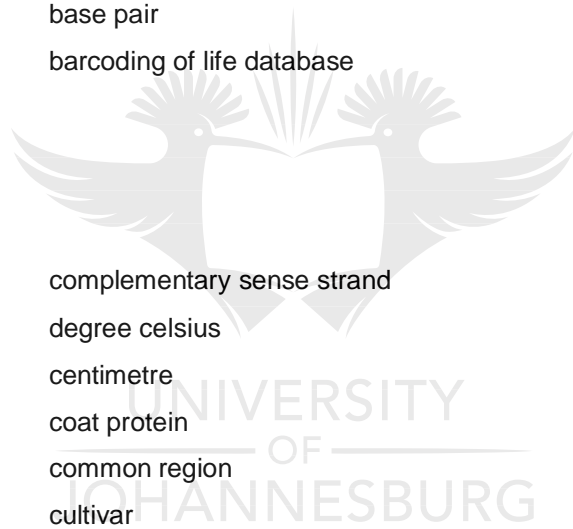 base pair
barcoding of life database
complementary sense strand
degree celsius
centimetre
UNIVERSITY
coat protein
OF
common region
JOHANNESBURG
cultivar